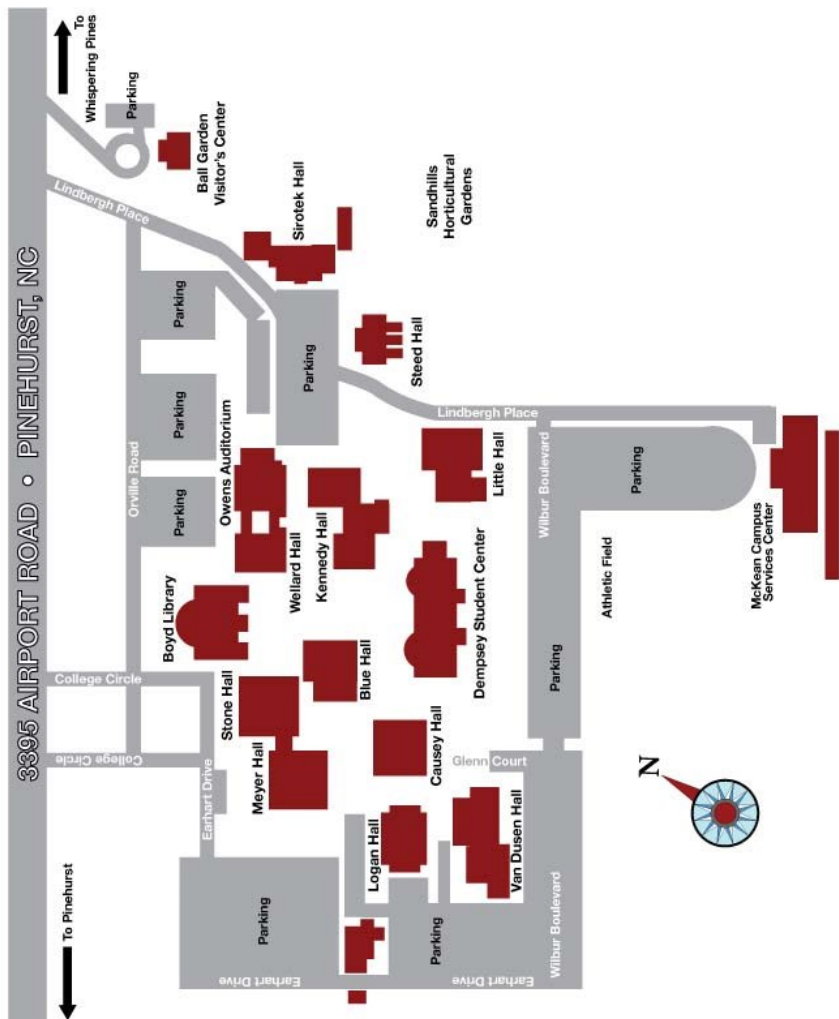 3395 AIRPORT ROAD • PINEHURST, NC
To
Whispering Pines
Parking
Ball Garden
Visitor's Center
Lindbergh Place
Sirotek Hall
Sandhills
Horticultural
Gardens
Parking
Parking
Steed Hall
Parking
Orville Road
Owens Auditorium
Lindbergh Place
Parking
Little Hall
Wilbur Boulevard
Parking
Wellard Hall
Kennedy Hall
Athletic Field
McKean Campus
Services Center
Boyd Library
Dempsey Student Center
Parking
College Circle
Stone Hall
Blue Hall
College Circle
Earhart Drive
Meyer Hall
Causey Hall
Glenn Court
N
Logan Hall
Van Dusen Hall
To Pinehurst
Parking
Parking
Wilbur Boulevard
Earhart Drive
Earhart Drive